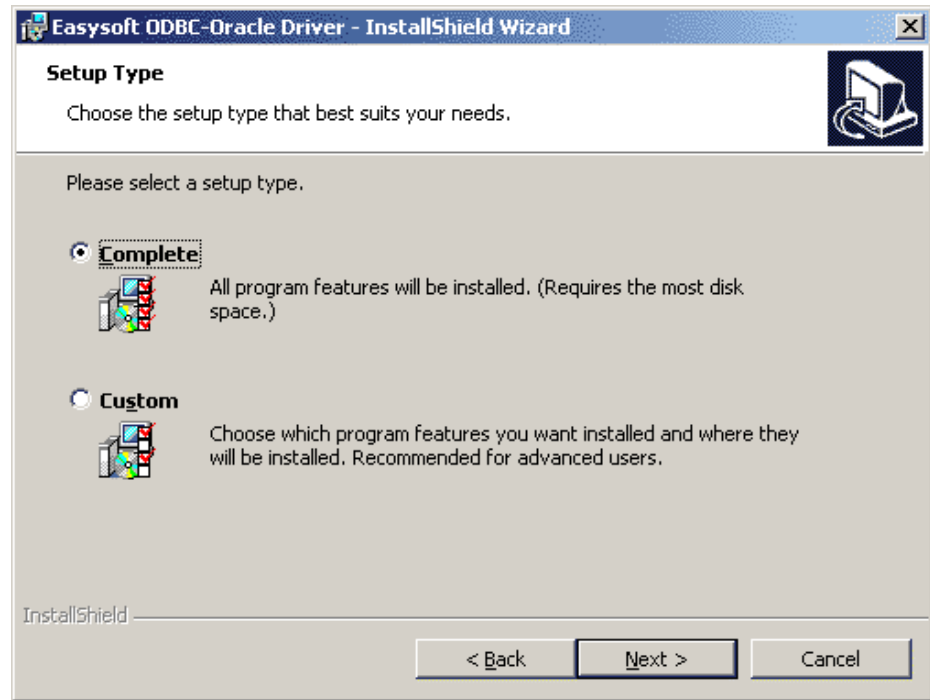 Easysoft ODBC-Oracle Driver - InstallShield Wizard
Setup Type
Choose the setup type that best suits your needs.
Please select a setup type.
Complete
All program features will be installed. (Requires the most disk
space.)
Custom
Choose which program features you want installed and where they
will be installed. Recommended for advanced users.
InstallShield
< Back
Next >
Cancel